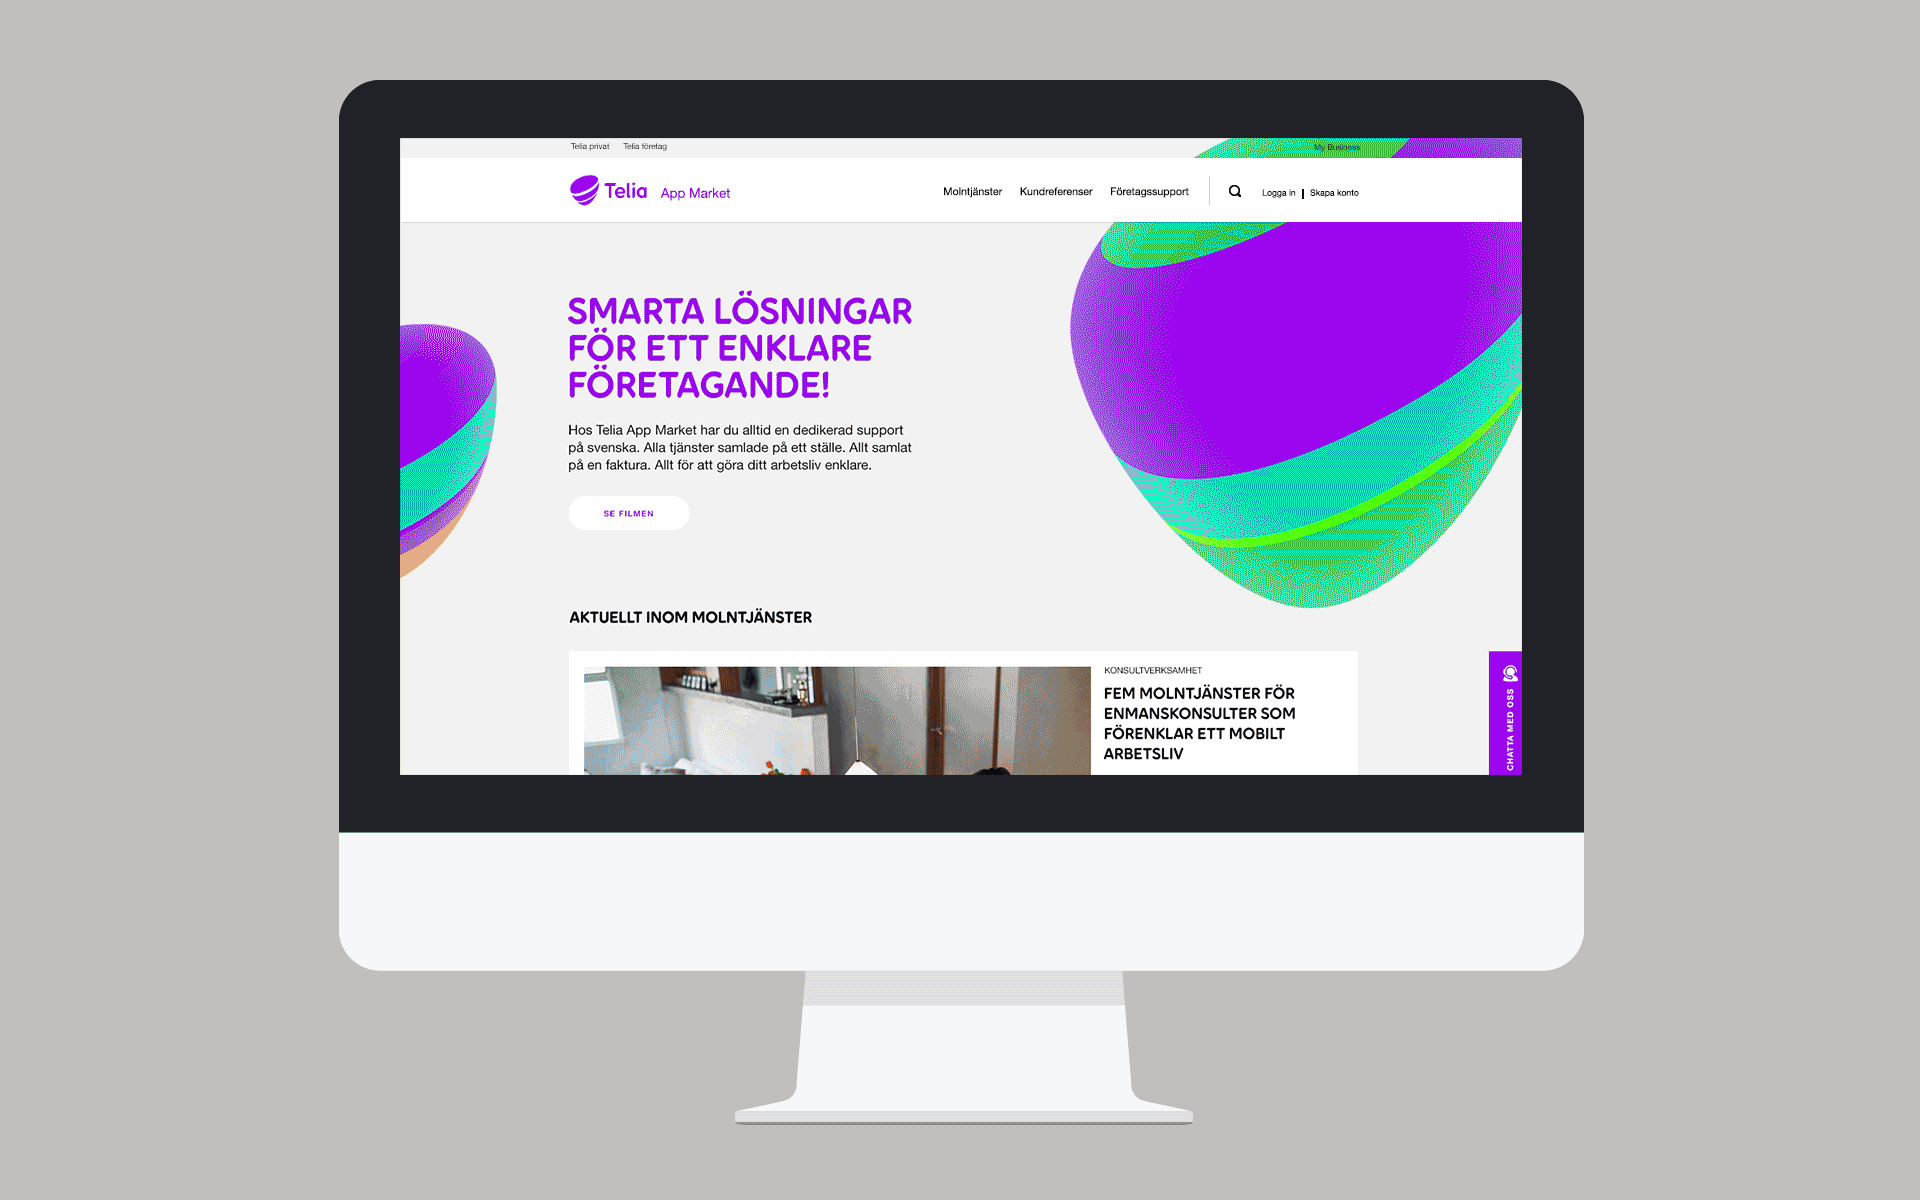 Telia privat Telia företag My Business
Telia App Market Molntjänster Kundreferenser Företagssupport Logga in | Skapa konto
SMARTA LÖSNINGAR
FÖR ETT ENKLARE
FÖRETAGANDE!
Hos Telia App Market har du alltid en dedikerad support
på svenska. Alla tjänster samlade på ett ställe. Allt samlat
på en faktura. Allt för att göra ditt arbetsliv enklare.
SE FILMEN
AKTUELLT INOM MOLNTJÄNSTER
KONSULTVERKSAMHET
FEM MOLNTJÄNSTER FÖR
ENMANSKONSULTER SOM
FÖRENKLAR ETT MOBILT
ARBETSLIV
CHATTA MED OSS